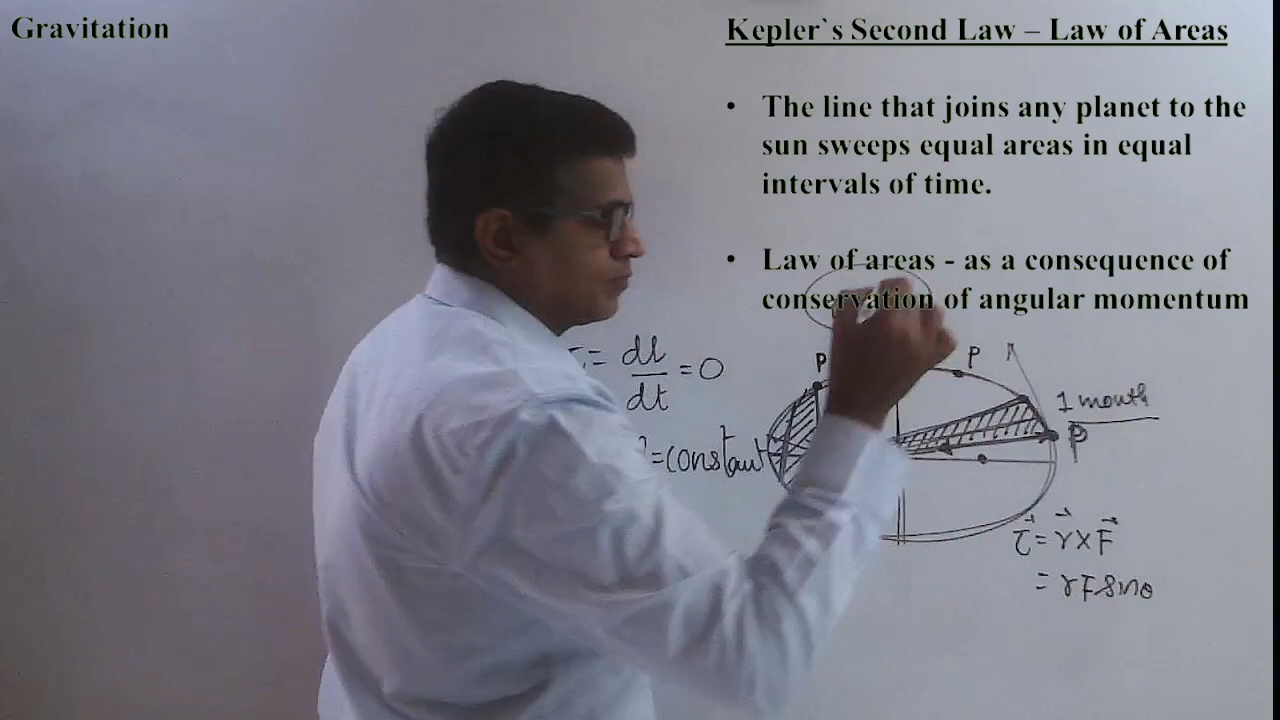 Gravitation
Kepler`s Second Law – Law of Areas
• The line that joins any planet to the
sun sweeps equal areas in equal
intervals of time.
• Law of areas - as a consequence of
conservation of angular momentum
= dl/dt = 0
= constant
P
P
1 month
P
τ⃗ = r⃗ × F⃗
= rF sinθ